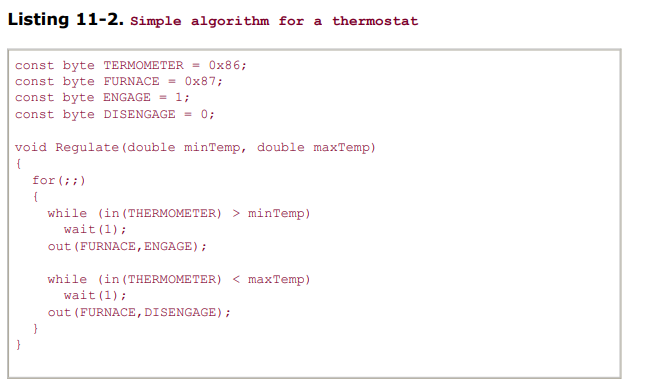 Listing 11-2. Simple algorithm for a thermostat
const byte TERMOMETER = 0x86;
const byte FURNACE = 0x87;
const byte ENGAGE = 1;
const byte DISENGAGE = 0;
void Regulate(double minTemp, double maxTemp)
{
for(;;)
{
while (in(THERMOMETER) > minTemp)
wait(1);
out(FURNACE,ENGAGE);
while (in(THERMOMETER) < maxTemp)
wait(1);
out(FURNACE,DISENGAGE);
}
}